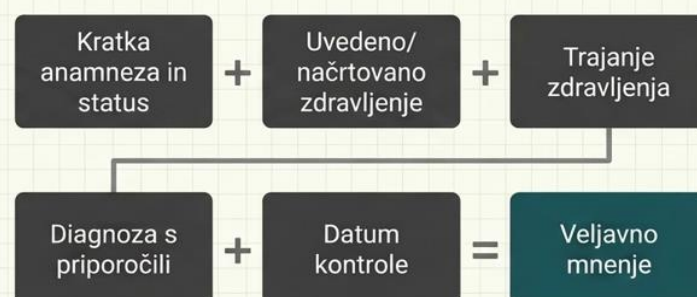 Kratka
anamneza in
status
+
Uvedeno/
načrtovano
zdravljenje
+
Trajanje
zdravljenja
Diagnoza s
priporočili
+
Datum
kontrole
=
Veljavno
mnenje